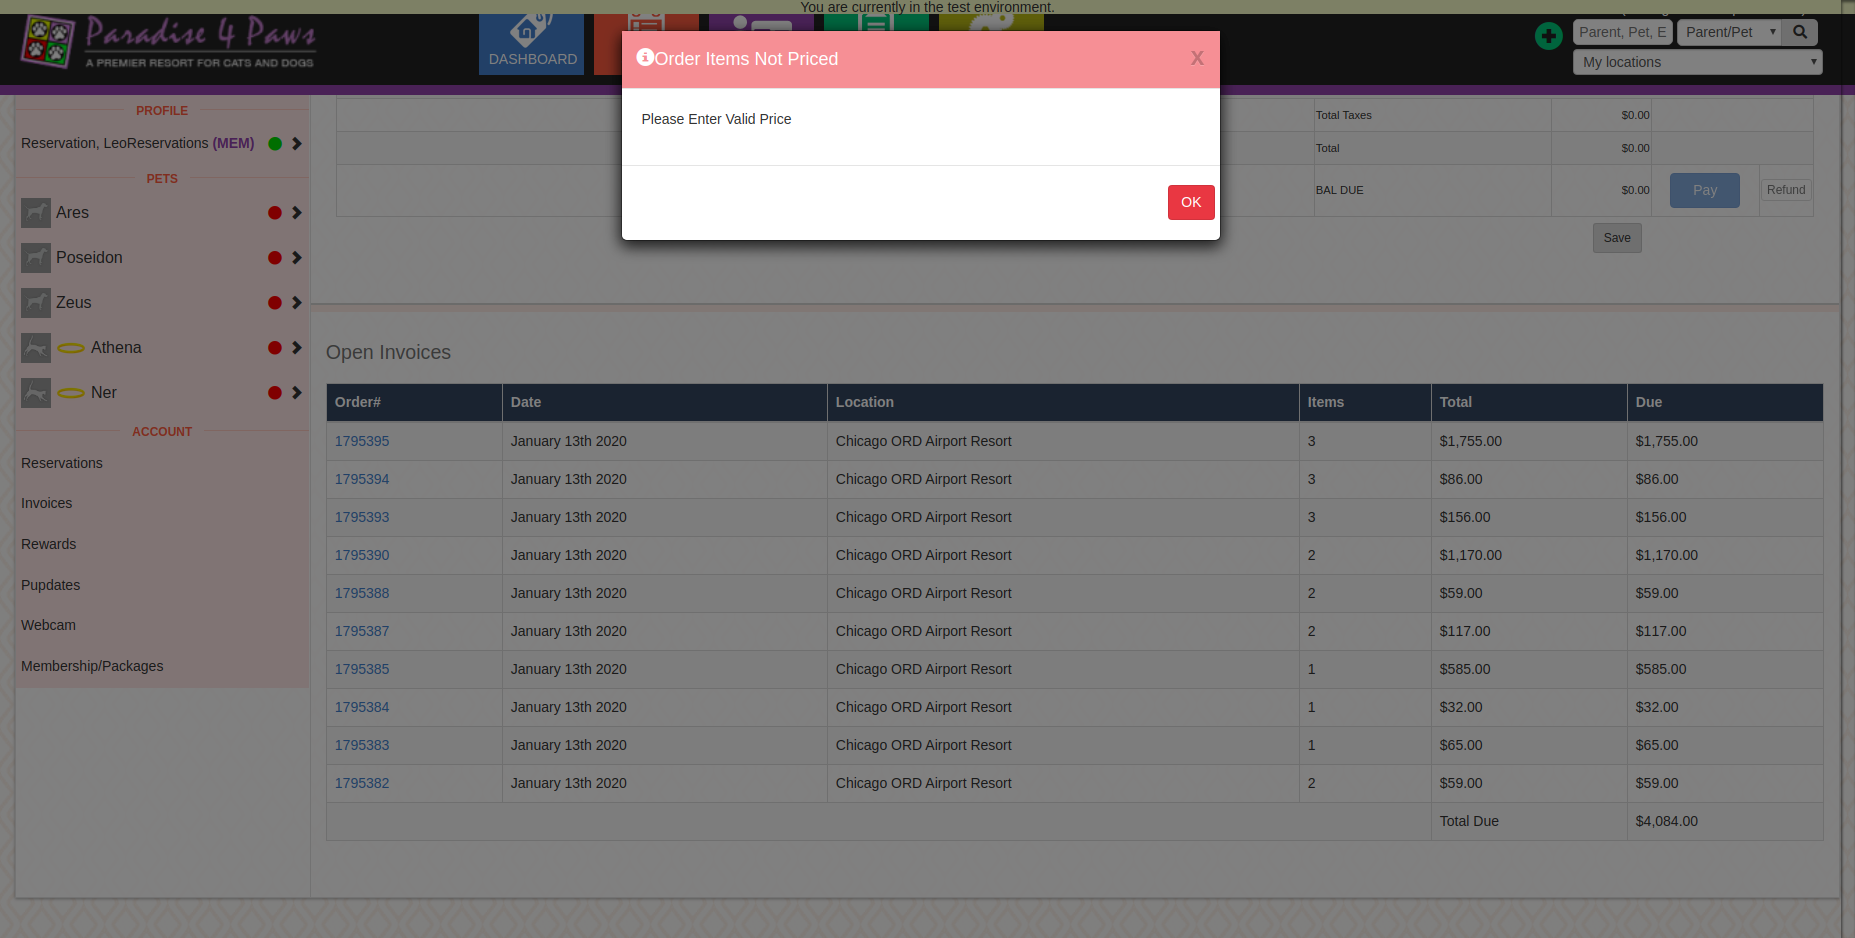 You are currently in the test environment.
Paradise 4 Paws
A PREMIER RESORT FOR CATS AND DOGS
DASHBOARD
Parent, Pet, E
Parent/Pet
My locations
Order Items Not Priced
X
Please Enter Valid Price
OK
PROFILE
Reservation, LeoReservations (MEM)
PETS
Ares
Poseidon
Zeus
Athena
Ner
ACCOUNT
Reservations
Invoices
Rewards
Pupdates
Webcam
Membership/Packages
Total Taxes $0.00
Total $0.00
BAL DUE $0.00 Pay Refund
Save
Open Invoices
Order# Date Location Items Total Due
1795395 January 13th 2020 Chicago ORD Airport Resort 3 $1,755.00 $1,755.00
1795394 January 13th 2020 Chicago ORD Airport Resort 3 $86.00 $86.00
1795393 January 13th 2020 Chicago ORD Airport Resort 3 $156.00 $156.00
1795390 January 13th 2020 Chicago ORD Airport Resort 2 $1,170.00 $1,170.00
1795388 January 13th 2020 Chicago ORD Airport Resort 2 $59.00 $59.00
1795387 January 13th 2020 Chicago ORD Airport Resort 2 $117.00 $117.00
1795385 January 13th 2020 Chicago ORD Airport Resort 1 $585.00 $585.00
1795384 January 13th 2020 Chicago ORD Airport Resort 1 $32.00 $32.00
1795383 January 13th 2020 Chicago ORD Airport Resort 1 $65.00 $65.00
1795382 January 13th 2020 Chicago ORD Airport Resort 2 $59.00 $59.00
Total Due $4,084.00